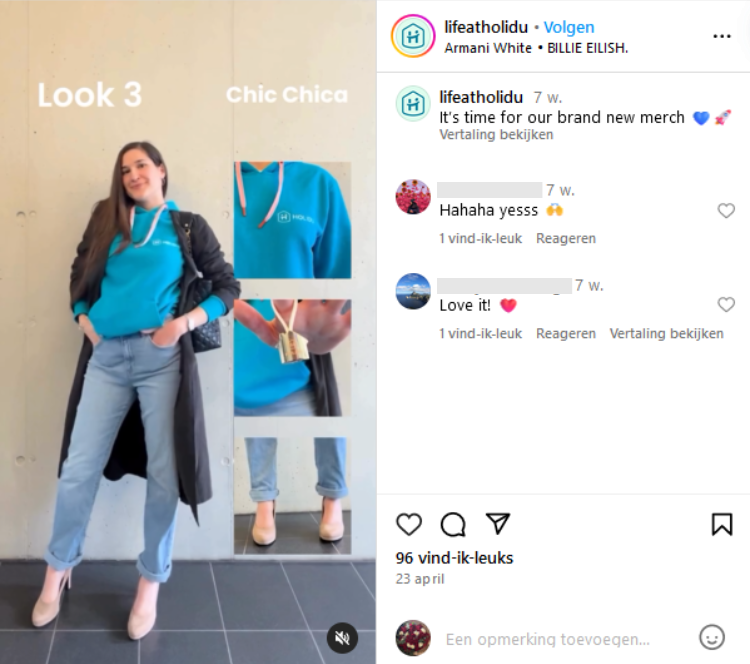 Look 3
Chic Chica
lifeatholidu • Volgen
Armani White • BILLIE EILISH.
lifeatholidu 7 w.
It's time for our brand new merch 💙 🚀
Vertaling bekijken
7 w.
Hahaha yesss 🙌
1 vind-ik-leuk Reageren
7 w.
Love it! ❤️
1 vind-ik-leuk Reageren Vertaling bekijken
96 vind-ik-leuks
23 april
Een opmerking toevoegen...